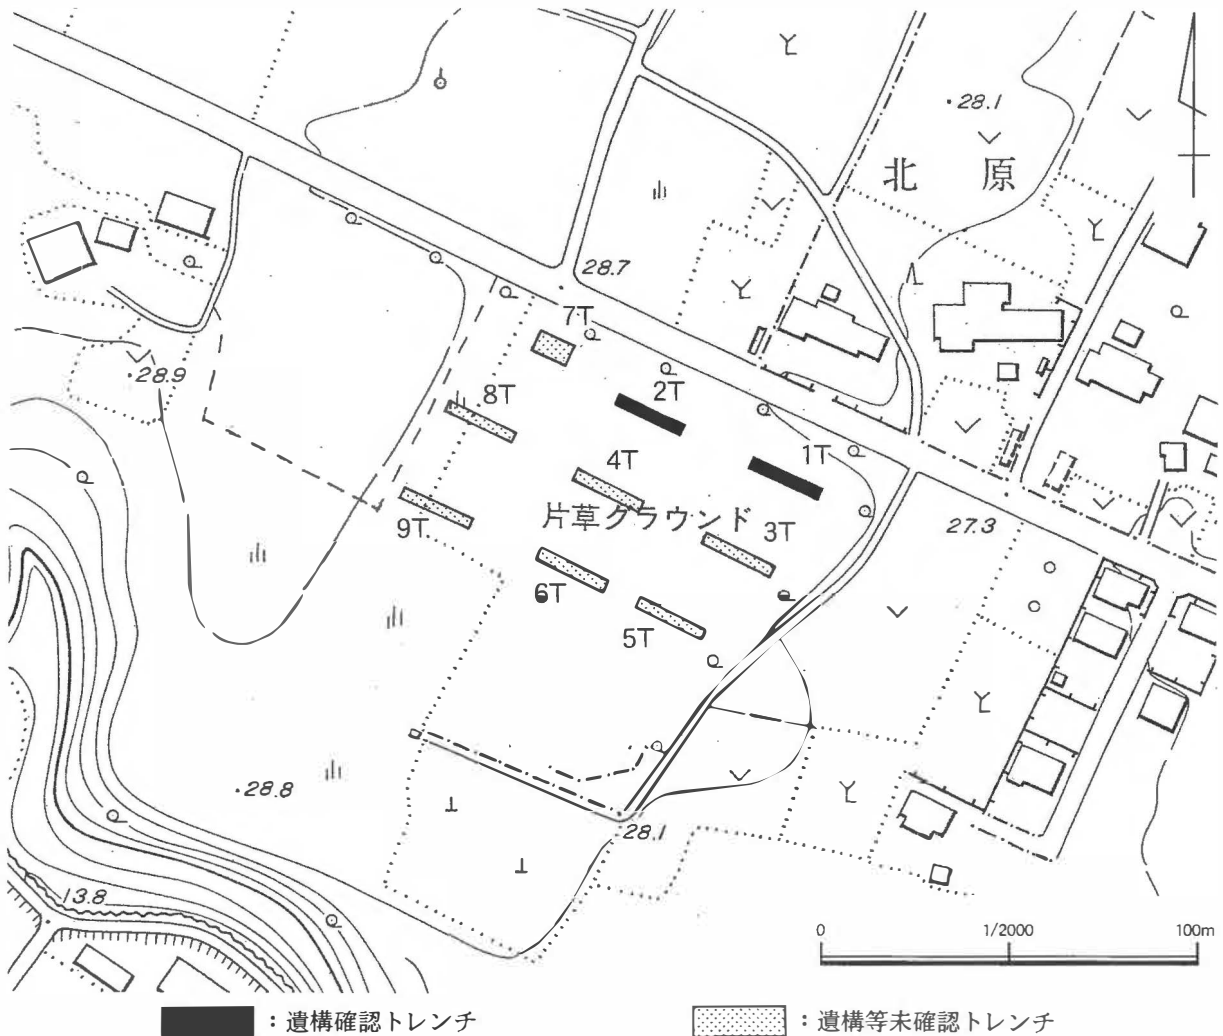 28.1
北原
28.7
7T
28.9
8T
2T
4T
1T
片草グラウンド
27.3
9T
3T
6T
5T
28.8
28.1
13.8
0 1/2000 100m
：遺構確認トレンチ
：遺構等未確認トレンチ